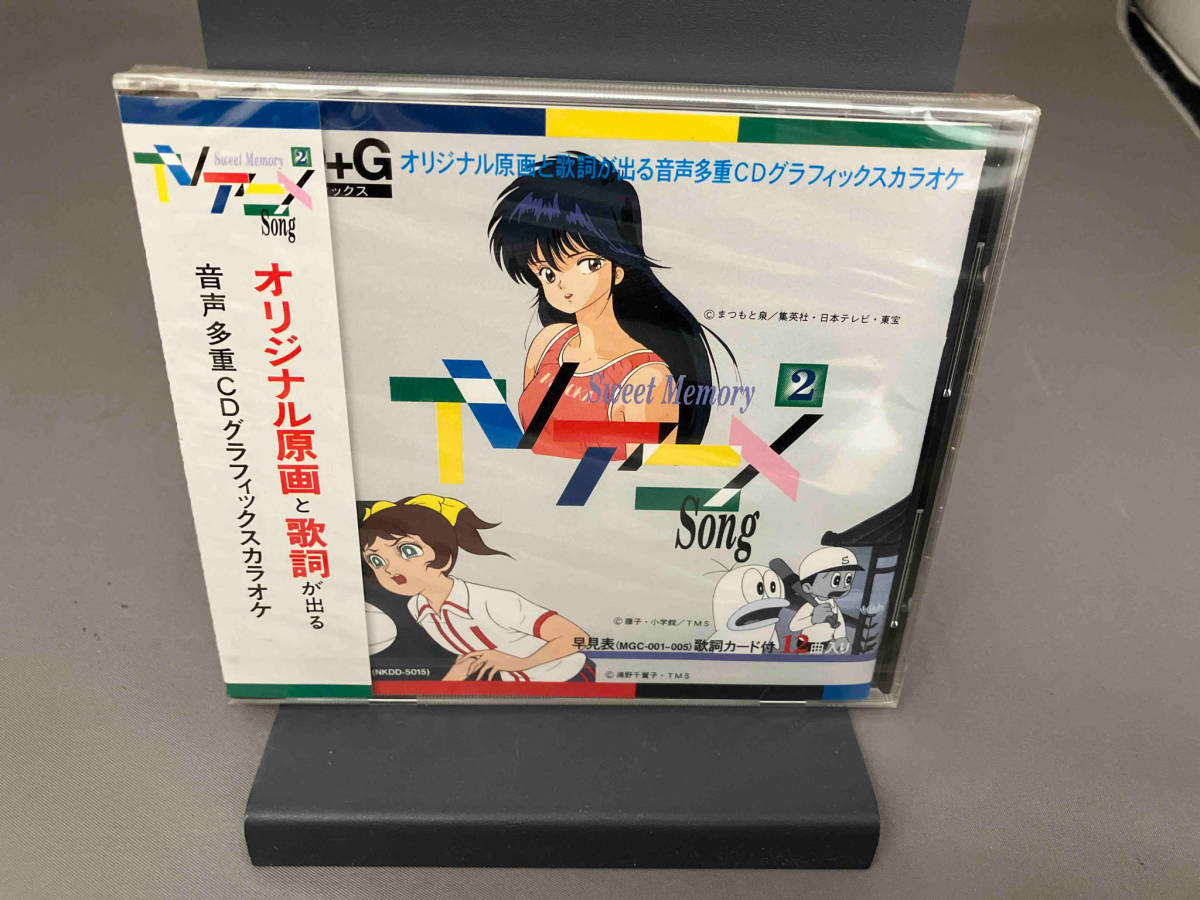 Sweet Memory 2
TVアニメ
Song
オリジナル原画と歌詞が出る
音声多重CDグラフィックスカラオケ
+G
ックス
オリジナル原画と歌詞が出る音声多重CDグラフィックスカラオケ
©まつもと泉／集英社・日本テレビ・東宝
Sweet Memory 2
TVアニメ
Song
S
©藤子・小学館／TMS
早見表(MGC-001-005)歌詞カード付 12曲入り
(NKDD-5015)
©浦野千賀子・TMS